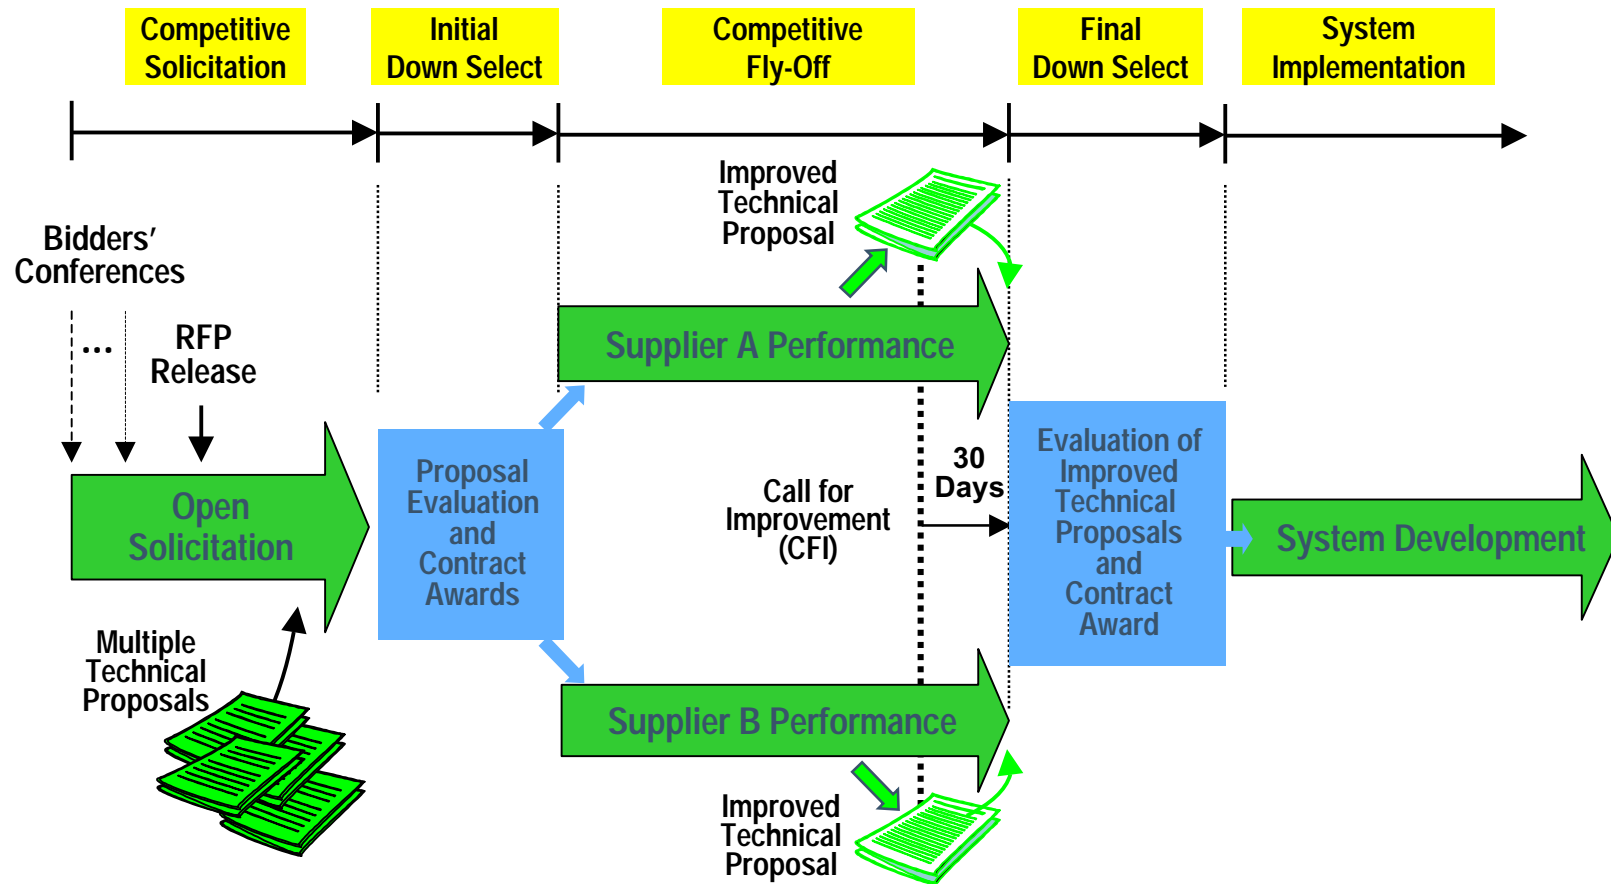 Competitive
Solicitation
Initial
Down Select
Competitive
Fly-Off
Final
Down Select
System
Implementation
Improved
Technical
Proposal
Bidders’
Conferences
...
RFP
Release
Supplier A Performance
Open
Solicitation
Proposal
Evaluation
and
Contract
Awards
Call for
Improvement
(CFI)
30
Days
Evaluation of
Improved
Technical
Proposals
and
Contract
Award
System Development
Multiple
Technical
Proposals
Supplier B Performance
Improved
Technical
Proposal